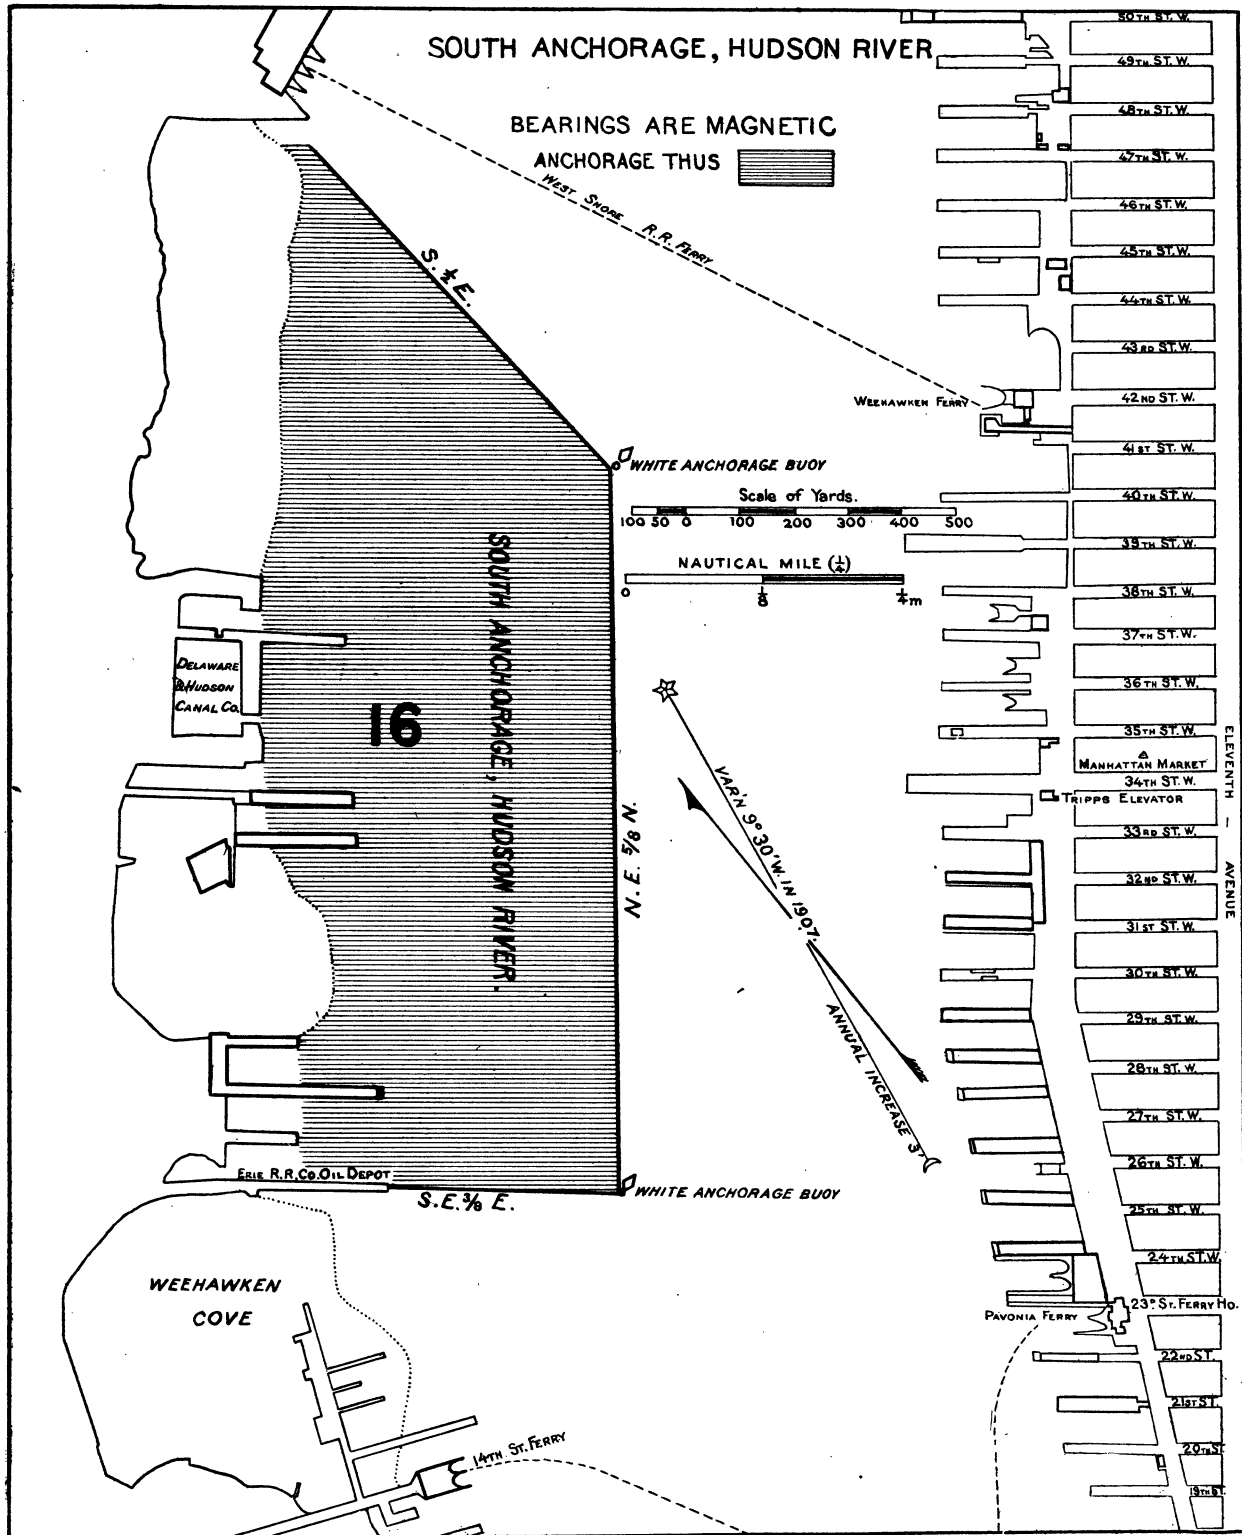 SOUTH ANCHORAGE, HUDSON RIVER
BEARINGS ARE MAGNETIC
ANCHORAGE THUS
WEST SHORE R.R. FERRY
S. ½ E.
WEEHAWKEN FERRY
WHITE ANCHORAGE BUOY
Scale of Yards.
100 50 0 100 200 300 400 500
NAUTICAL MILE (¼)
0 ⅛ ¼ m
SOUTH ANCHORAGE, HUDSON RIVER.
16
DELAWARE
& HUDSON
CANAL CO.
N. E. 5/8 N.
VAR'N 9° 30' W. IN 1907.
ANNUAL INCREASE 3'
ERIE R.R. CO. OIL DEPOT
S.E. 3/8 E.
WHITE ANCHORAGE BUOY
WEEHAWKEN
COVE
14TH ST. FERRY
PAVONIA FERRY
50TH ST. W.
49TH ST. W.
48TH ST. W.
47TH ST. W.
46TH ST. W.
45TH ST. W.
44TH ST. W.
43RD ST. W.
42ND ST. W.
41ST ST. W.
40TH ST. W.
39TH ST. W.
38TH ST. W.
37TH ST. W.
36TH ST. W.
35TH ST. W.
MANHATTAN MARKET
34TH ST. W.
TRIPPS ELEVATOR
33RD ST. W.
32ND ST. W.
31ST ST. W.
30TH ST. W.
29TH ST. W.
28TH ST. W.
27TH ST. W.
26TH ST. W.
25TH ST. W.
24TH ST. W.
23D ST. FERRY HO.
22ND ST.
21ST ST.
20TH ST
19TH ST.
ELEVENTH — AVENUE